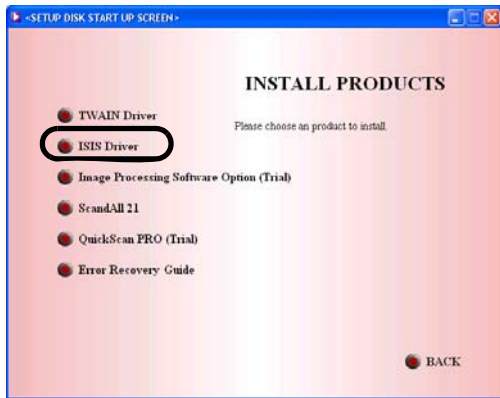 <SETUP DISK START UP SCREEN>
INSTALL PRODUCTS
Please choose an product to install.
TWAIN Driver
ISIS Driver
Image Processing Software Option (Trial)
ScandAll 21
QuickScan PRO (Trial)
Error Recovery Guide
BACK